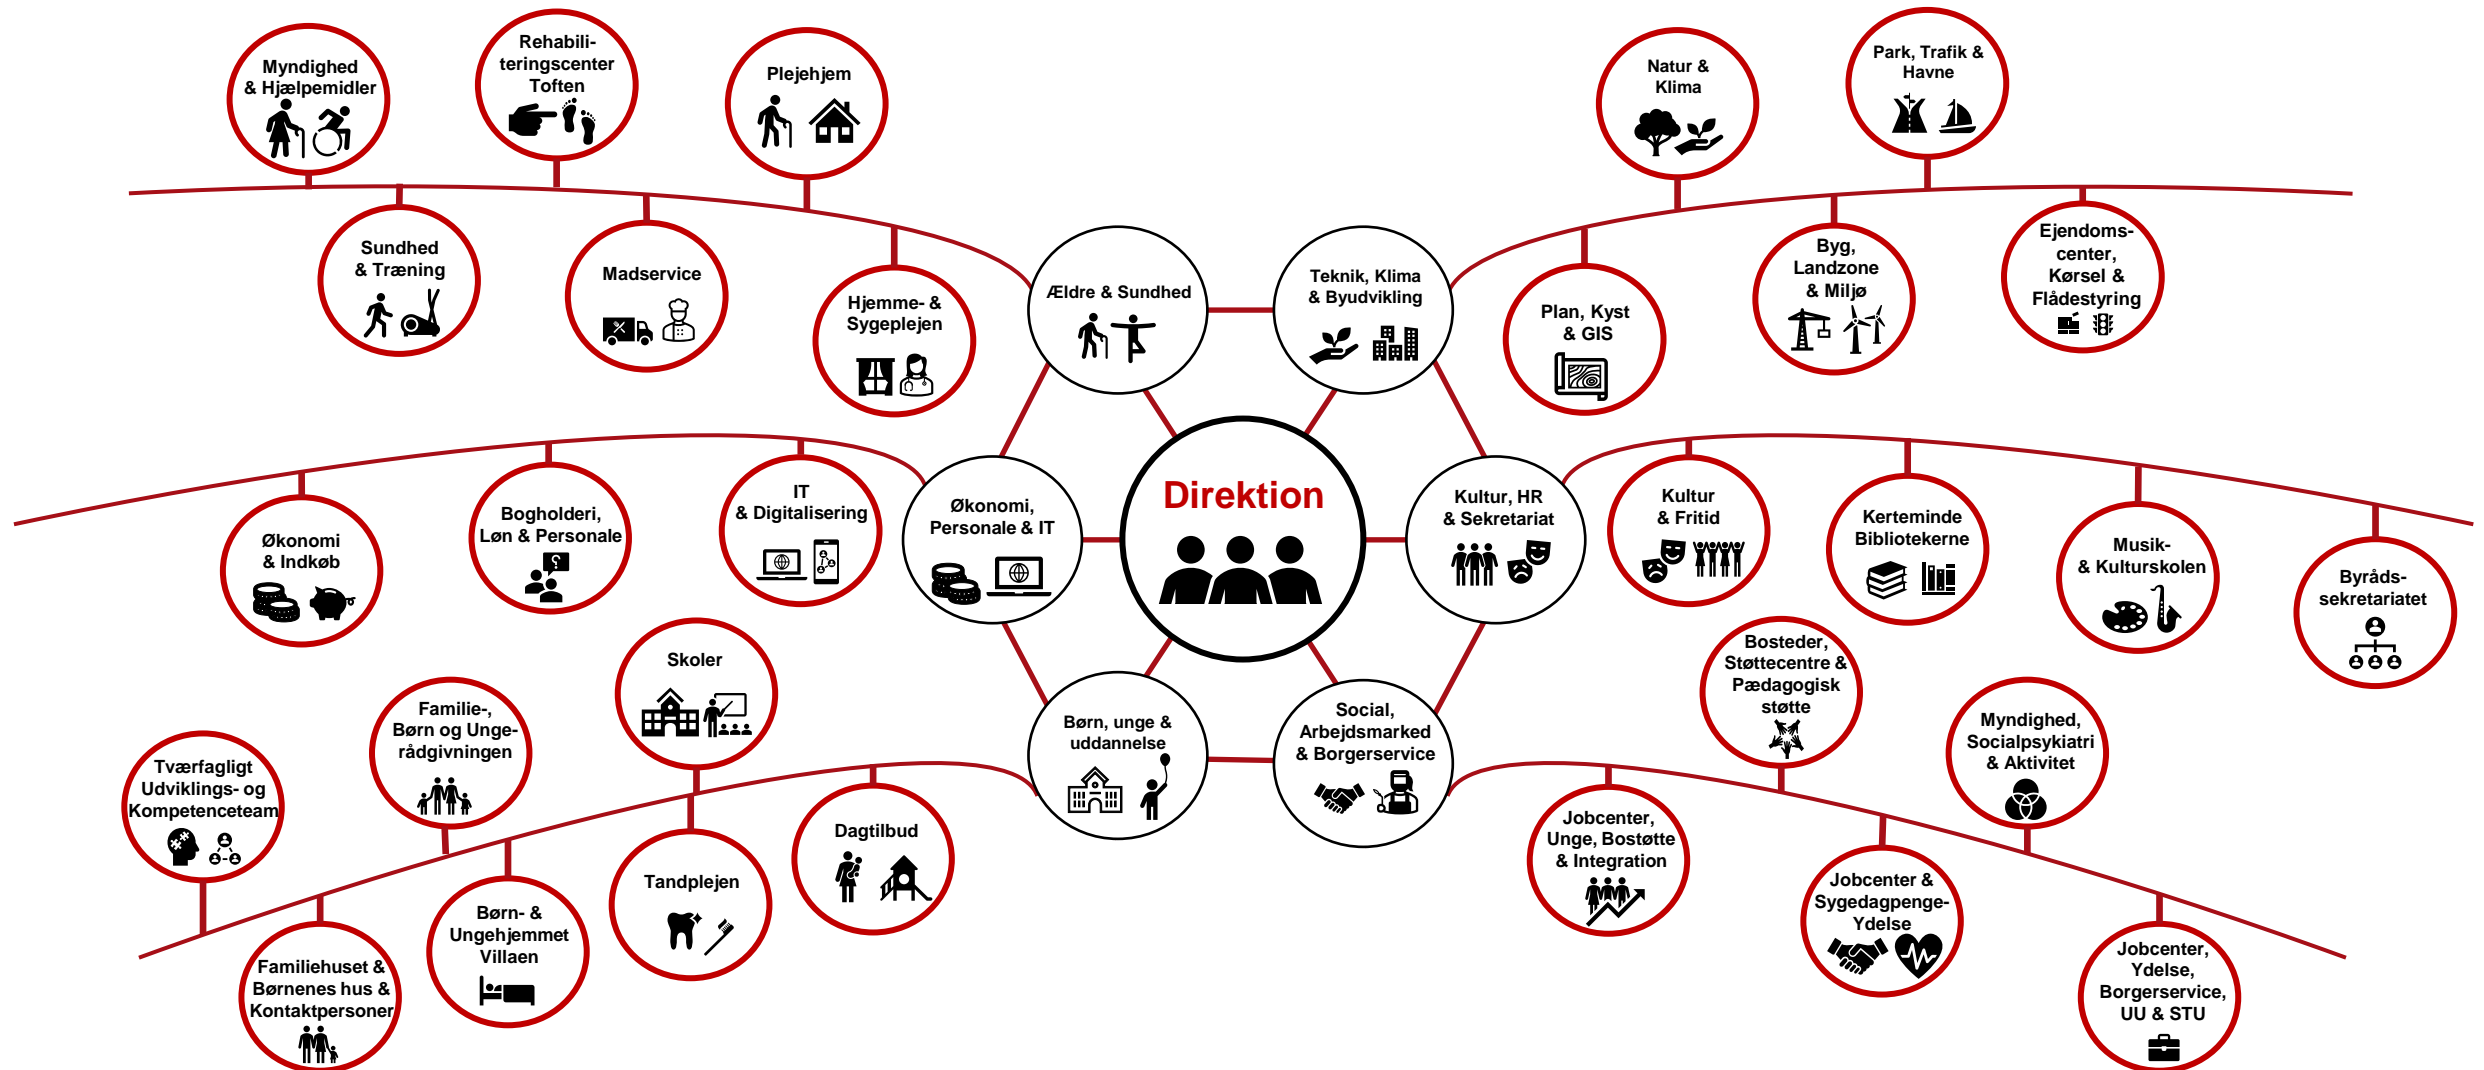 Myndighed
& Hjælpemidler
Rehabili-
teringscenter
Toften
Plejehjem
Sundhed
& Træning
Madservice
Hjemme- &
Sygeplejen
Natur &
Klima
Park, Trafik &
Havne
Plan, Kyst
& GIS
Byg,
Landzone
& Miljø
Ejendoms-
center,
Kørsel &
Flådestyring
Ældre & Sundhed
Teknik, Klima
& Byudvikling
Økonomi
& Indkøb
Bogholderi,
Løn & Personale
IT
& Digitalisering
Økonomi,
Personale & IT
Direktion
Kultur, HR
& Sekretariat
Kultur
& Fritid
Kerteminde
Bibliotekerne
Musik-
& Kulturskolen
Byråds-
sekretariatet
Tværfagligt
Udviklings- og
Kompetenceteam
Familie-,
Børn og Unge-
rådgivningen
Skoler
Familiehuset &
Børnenes hus &
Kontaktpersoner
Børn- &
Ungehjemmet
Villaen
Tandplejen
Dagtilbud
Børn, unge &
uddannelse
Social,
Arbejdsmarked
& Borgerservice
Bosteder,
Støttecentre &
Pædagogisk
støtte
Myndighed,
Socialpsykiatri
& Aktivitet
Jobcenter,
Unge, Bostøtte
& Integration
Jobcenter &
Sygedagpenge-
Ydelse
Jobcenter,
Ydelse,
Borgerservice,
UU & STU